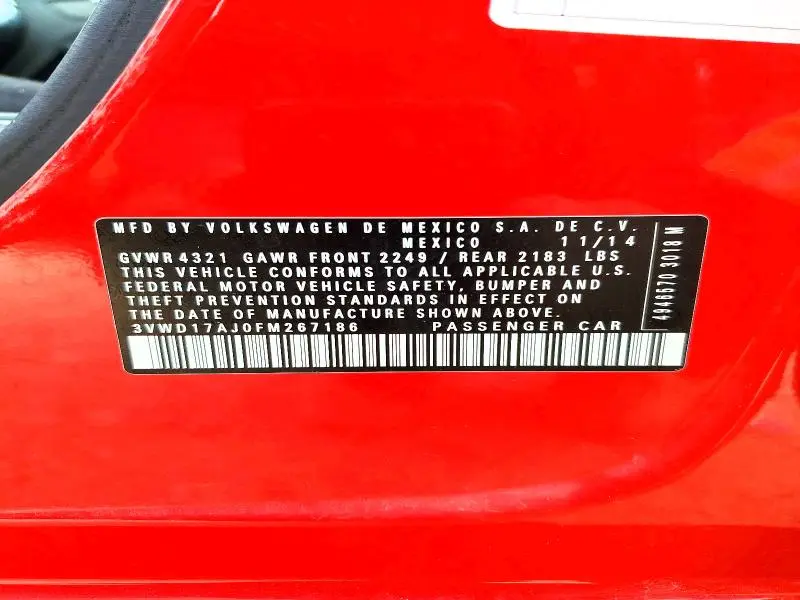 MFD BY VOLKSWAGEN DE MEXICO S.A. DE C.V.
MEXICO 11/14
GVWR 4321 GAWR FRONT 2249 / REAR 2183 LBS
THIS VEHICLE CONFORMS TO ALL APPLICABLE U.S.
FEDERAL MOTOR VEHICLE SAFETY, BUMPER AND
THEFT PREVENTION STANDARDS IN EFFECT ON
THE DATE OF MANUFACTURE SHOWN ABOVE.
3VWD17AJ0FM267186 PASSENGER CAR
4946570 3018 M